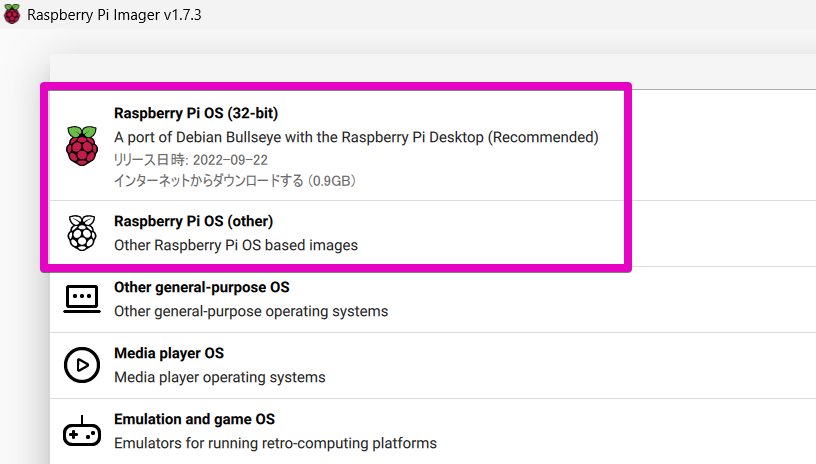 Raspberry Pi Imager v1.7.3
Raspberry Pi OS (32-bit)
A port of Debian Bullseye with the Raspberry Pi Desktop (Recommended)
リリース日時: 2022-09-22
インターネットからダウンロードする (0.9GB)
Raspberry Pi OS (other)
Other Raspberry Pi OS based images
Other general-purpose OS
Other general-purpose operating systems
Media player OS
Media player operating systems
Emulation and game OS
Emulators for running retro-computing platforms